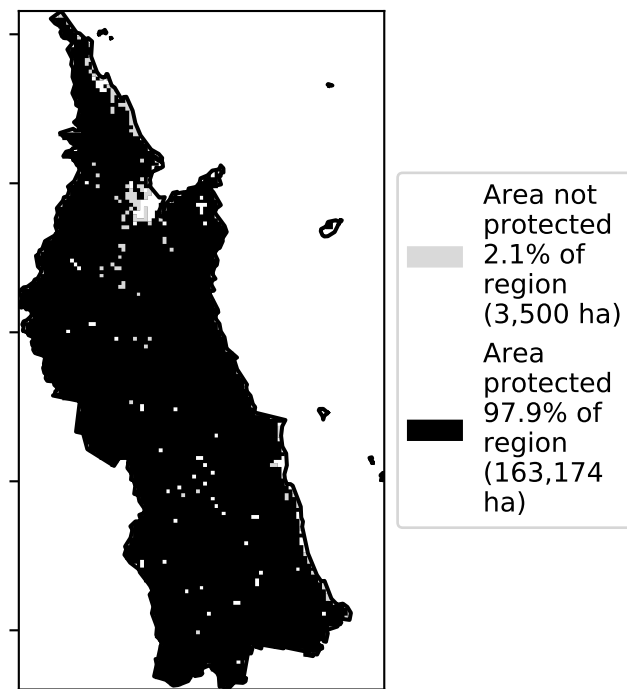 Area not
protected
2.1% of
region
(3,500 ha)
Area
protected
97.9% of
region
(163,174
ha)